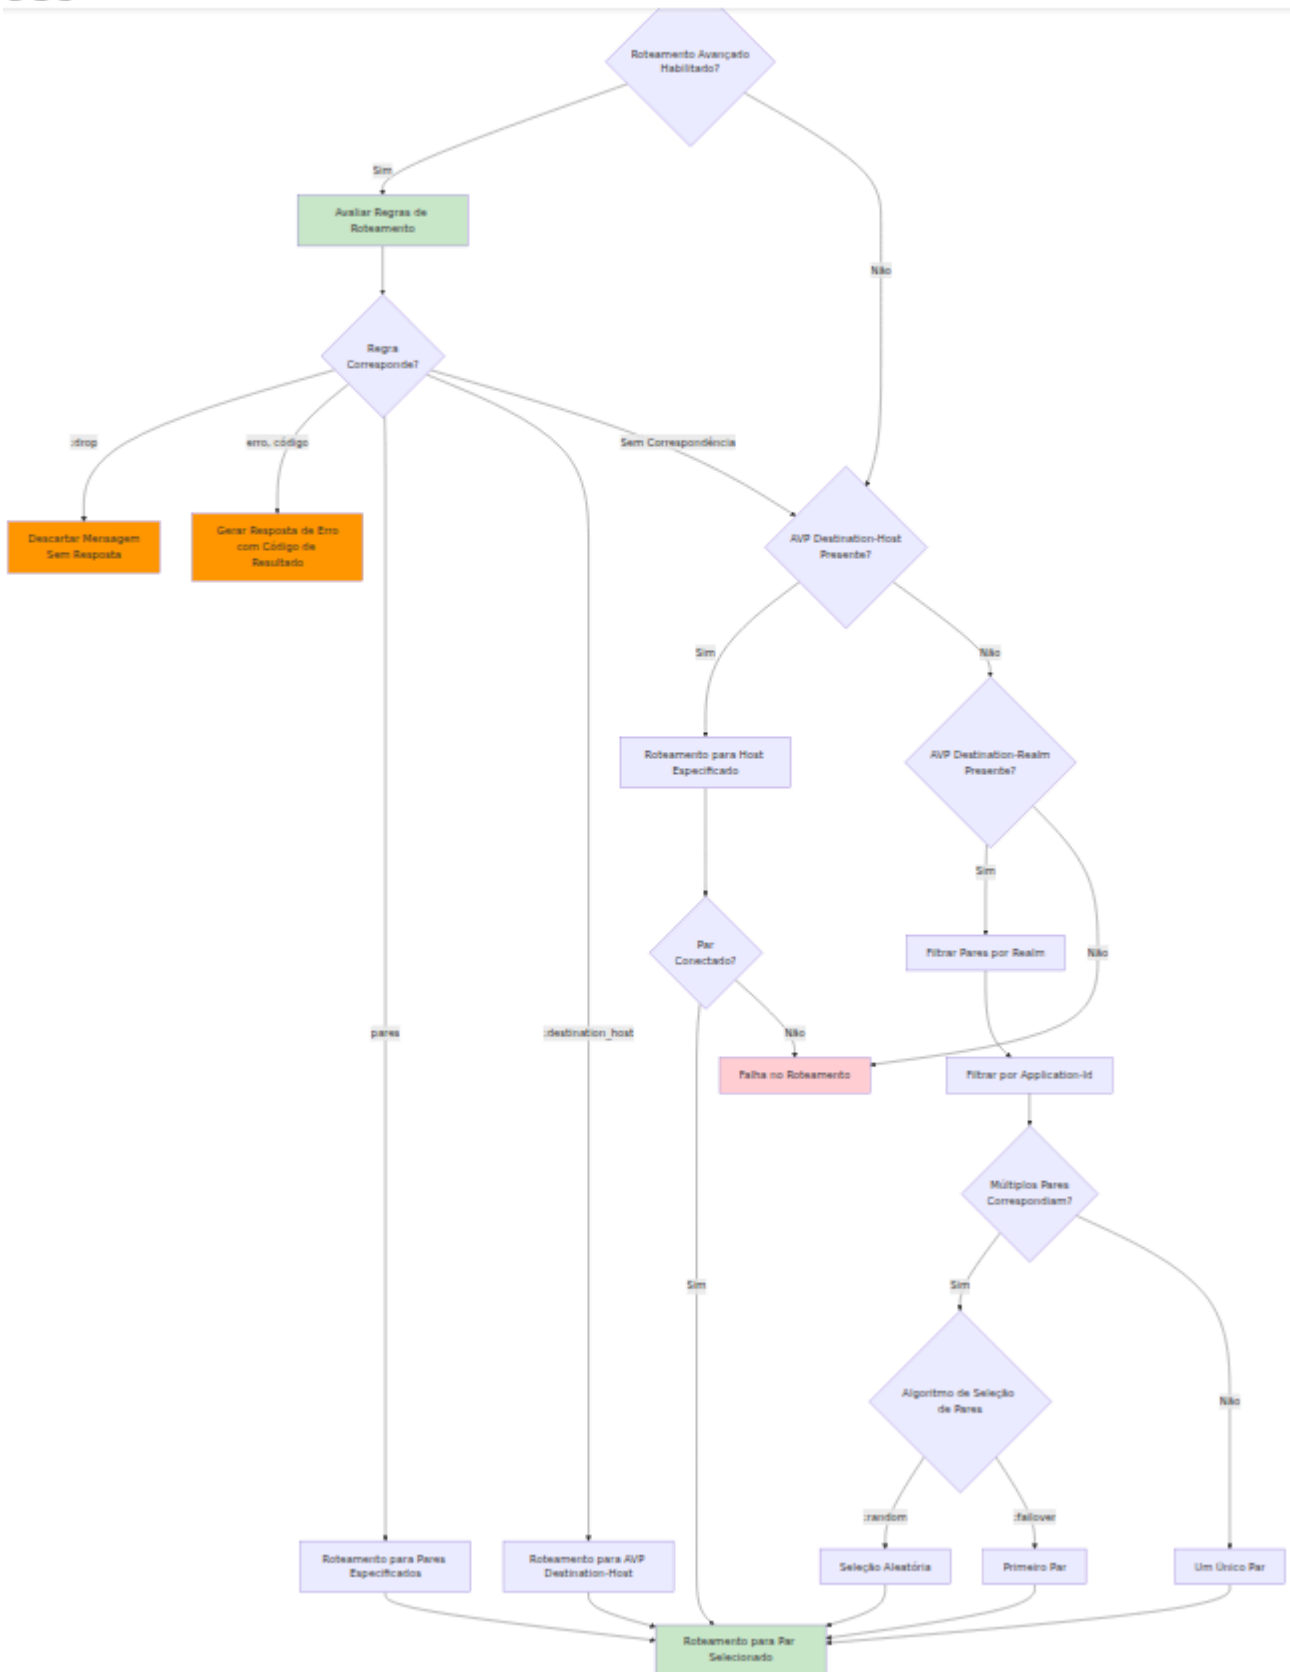 Roteamento Avançado
Habilitado?
Sim
Avaliar Regras de
Roteamento
Não
Regra
Corresponde?
:drop
erro, código
Sem Correspondência
Descartar Mensagem
Sem Resposta
Gerar Resposta de Erro
com Código de
Resultado
AVP Destination-Host
Presente?
Sim
Não
Roteamento para Host
Especificado
AVP Destination-Realm
Presente?
Sim
Par
Conectado?
Filtrar Pares por Realm
Não
pares
:destination_host
Não
Falha no Roteamento
Filtrar por Application-Id
Múltiplos Pares
Correspondiam?
Sim
Sim
Algoritmo de Seleção
de Pares
Não
:random
:failover
Roteamento para Pares
Especificados
Roteamento para AVP
Destination-Host
Seleção Aleatória
Primeiro Par
Um Único Par
Roteamento para Par
Selecionado